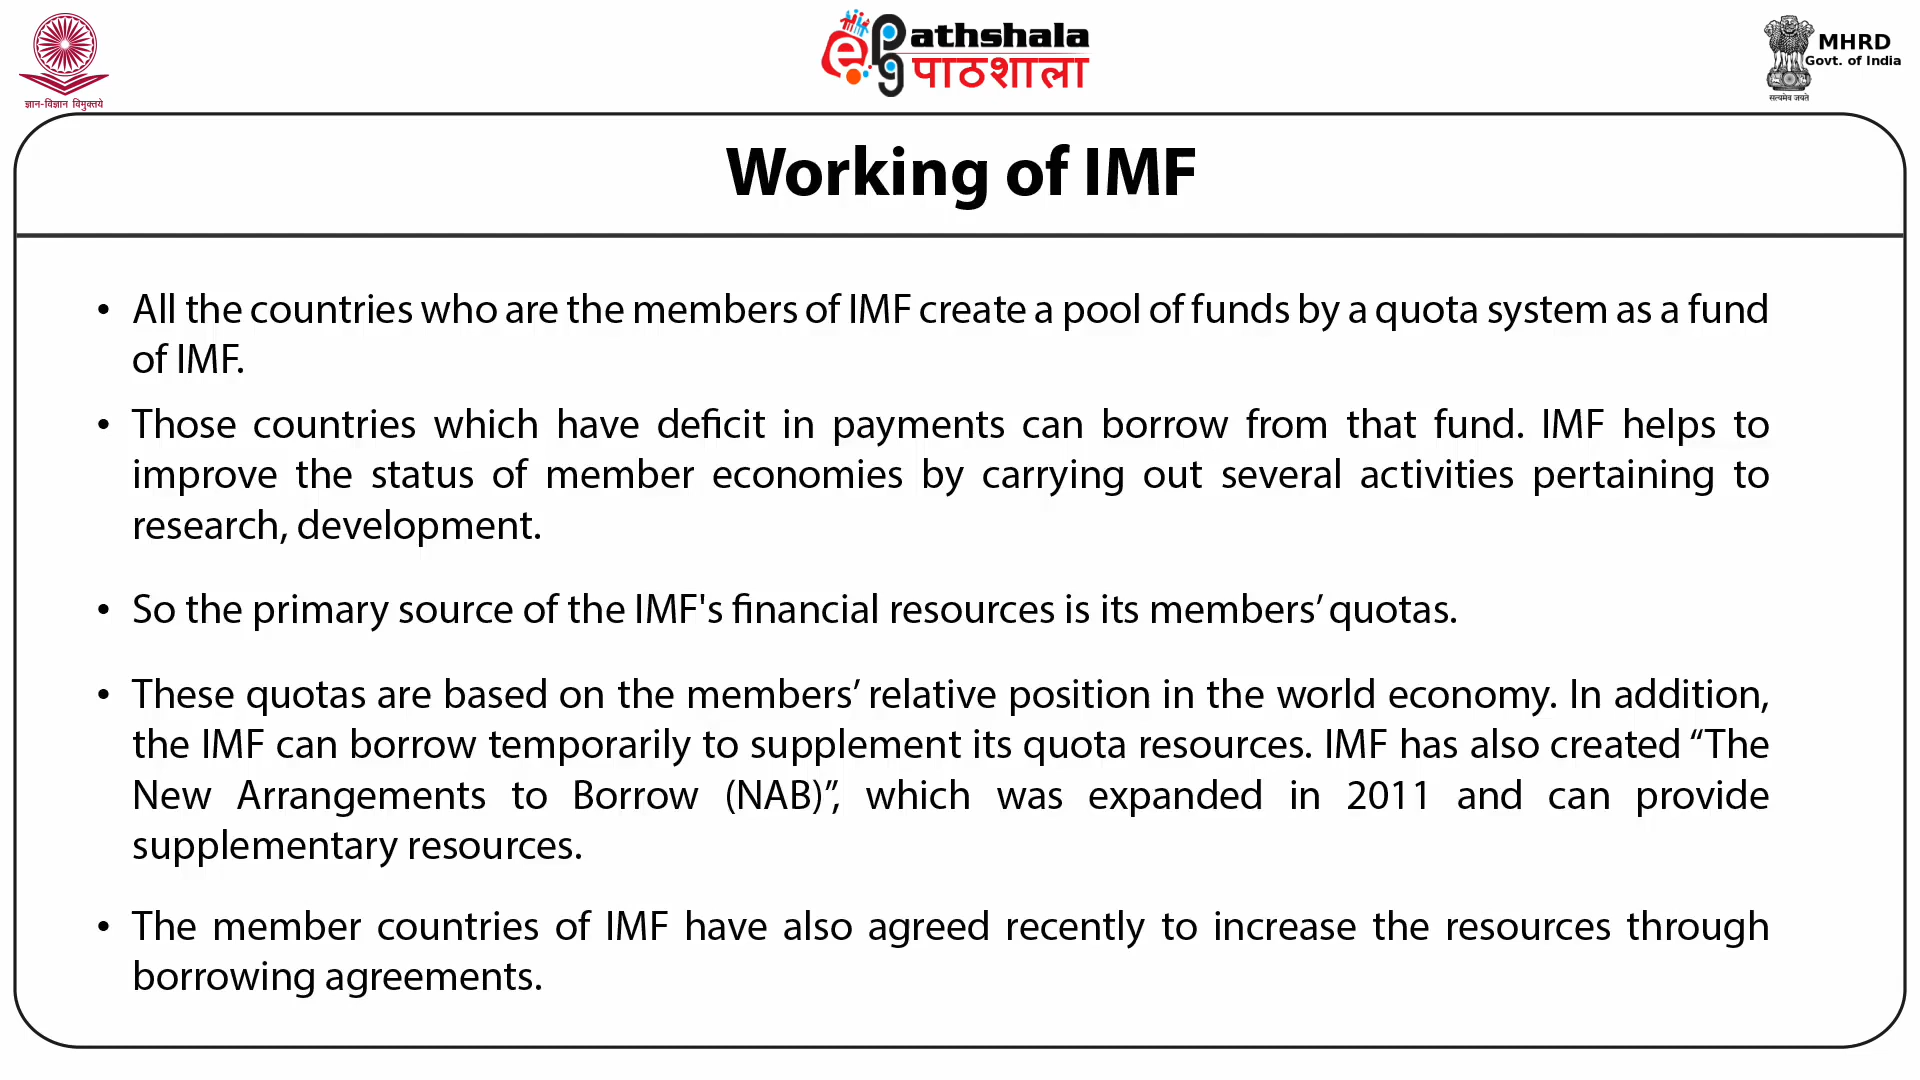 ज्ञान-विज्ञान विमुक्तये
ePathshala
पाठशाला
MHRD
Govt. of India
सत्यमेव जयते
Working of IMF
• All the countries who are the members of IMF create a pool of funds by a quota system as a fund
of IMF.
• Those countries which have deficit in payments can borrow from that fund. IMF helps to
improve the status of member economies by carrying out several activities pertaining to
research, development.
• So the primary source of the IMF's financial resources is its members’ quotas.
• These quotas are based on the members’ relative position in the world economy. In addition,
the IMF can borrow temporarily to supplement its quota resources. IMF has also created “The
New Arrangements to Borrow (NAB)”, which was expanded in 2011 and can provide
supplementary resources.
• The member countries of IMF have also agreed recently to increase the resources through
borrowing agreements.